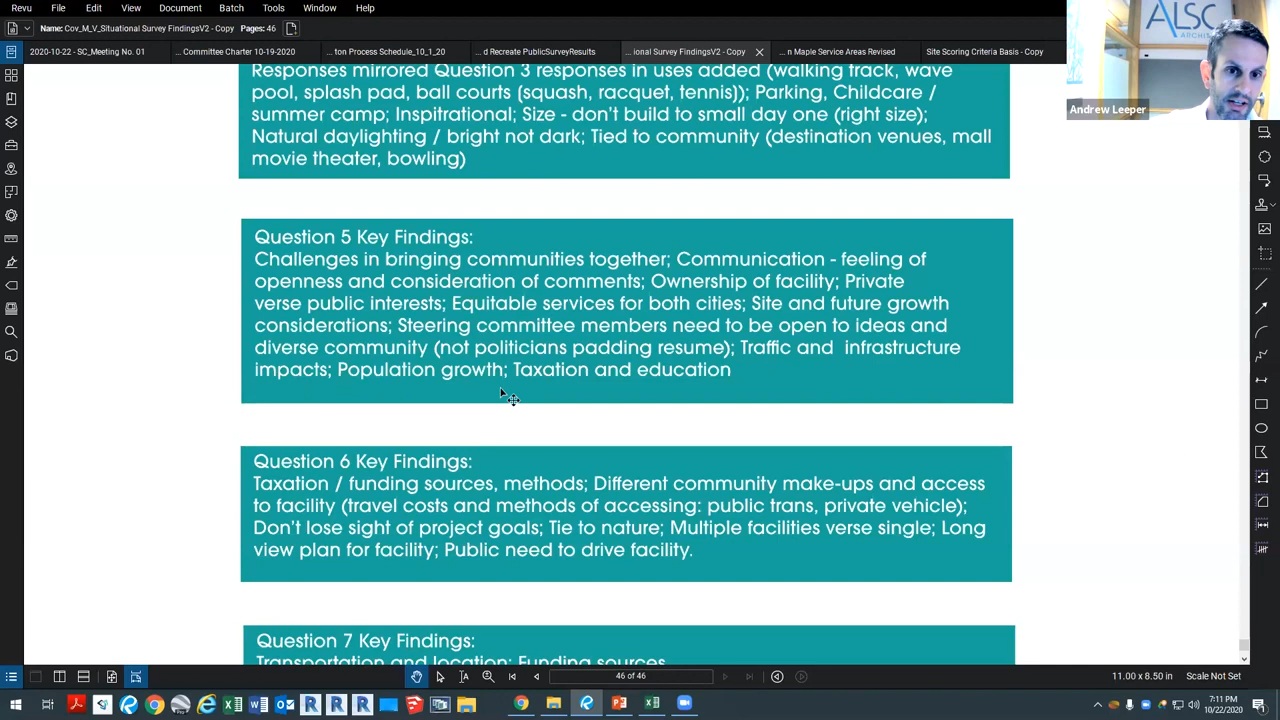 Revu File Edit View Document Batch Tools Window Help
Name: Cov_M_V_Situational Survey FindingsV2 - Copy Pages: 46
2020-10-22 - SC_Meeting No. 01 ... Committee Charter 10-19-2020 ... ton Process Schedule_10_1_20 ... d Recreate PublicSurveyResults ... ional Survey FindingsV2 - Copy ... n Maple Service Areas Revised Site Scoring Criteria Basis - Copy
ALSC
Andrew Leeper
Responses mirrored Question 3 responses in uses added (walking track, wave
pool, splash pad, ball courts (squash, racquet, tennis)); Parking, Childcare /
summer camp; Inspitrational; Size - don't build to small day one (right size);
Natural daylighting / bright not dark; Tied to community (destination venues, mall
movie theater, bowling)
Question 5 Key Findings:
Challenges in bringing communities together; Communication - feeling of
openness and consideration of comments; Ownership of facility; Private
verse public interests; Equitable services for both cities; Site and future growth
considerations; Steering committee members need to be open to ideas and
diverse community (not politicians padding resume); Traffic and infrastructure
impacts; Population growth; Taxation and education
Question 6 Key Findings:
Taxation / funding sources, methods; Different community make-ups and access
to facility (travel costs and methods of accessing: public trans, private vehicle);
Don't lose sight of project goals; Tie to nature; Multiple facilities verse single; Long
view plan for facility; Public need to drive facility.
Question 7 Key Findings:
Transportation and location; Funding sources
46 of 46
11.00 x 8.50 in Scale Not Set
7:11 PM
10/22/2020